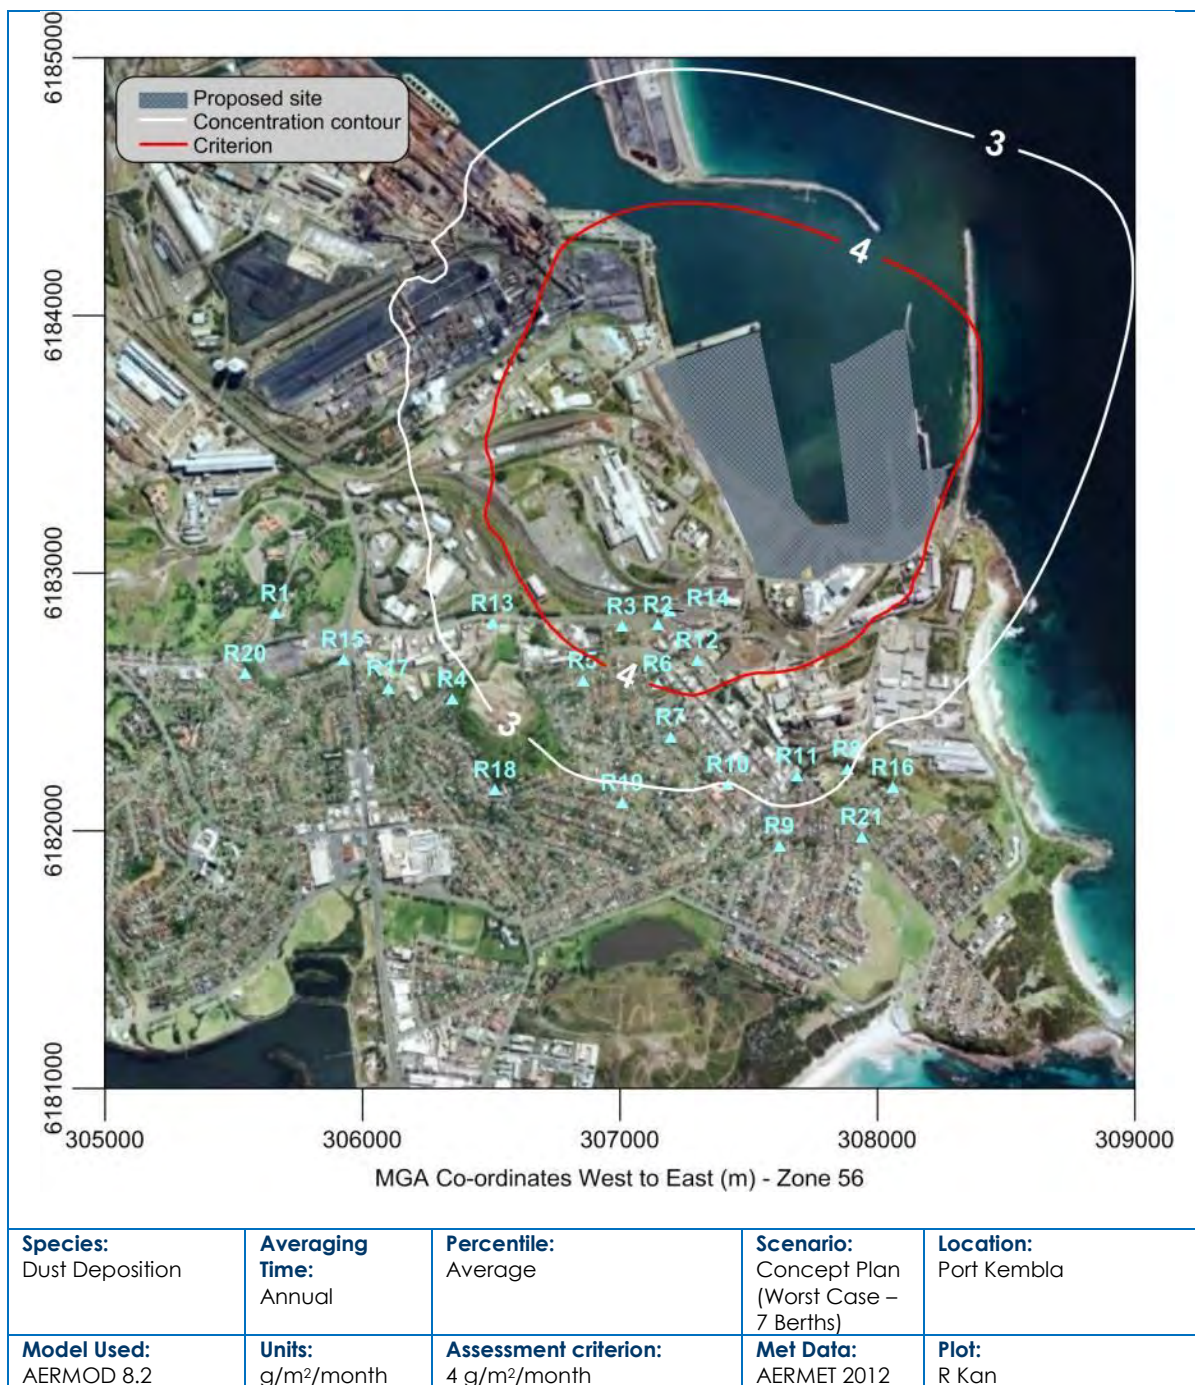 6185000
6184000
6183000
6182000
6181000
Proposed site
Concentration contour
Criterion
3
4
R1
R13
R3
R2
R14
R15
R20
R17
R4
R5
R6
R12
4
R7
3
R18
R19
R10
R11
R8
R16
R9
R21
305000
306000
307000
308000
309000
MGA Co-ordinates West to East (m) - Zone 56
Species:
Dust Deposition
Averaging
Time:
Annual
Percentile:
Average
Scenario:
Concept Plan
(Worst Case –
7 Berths)
Location:
Port Kembla
Model Used:
AERMOD 8.2
Units:
g/m²/month
Assessment criterion:
4 g/m²/month
Met Data:
AERMET 2012
Plot:
R Kan